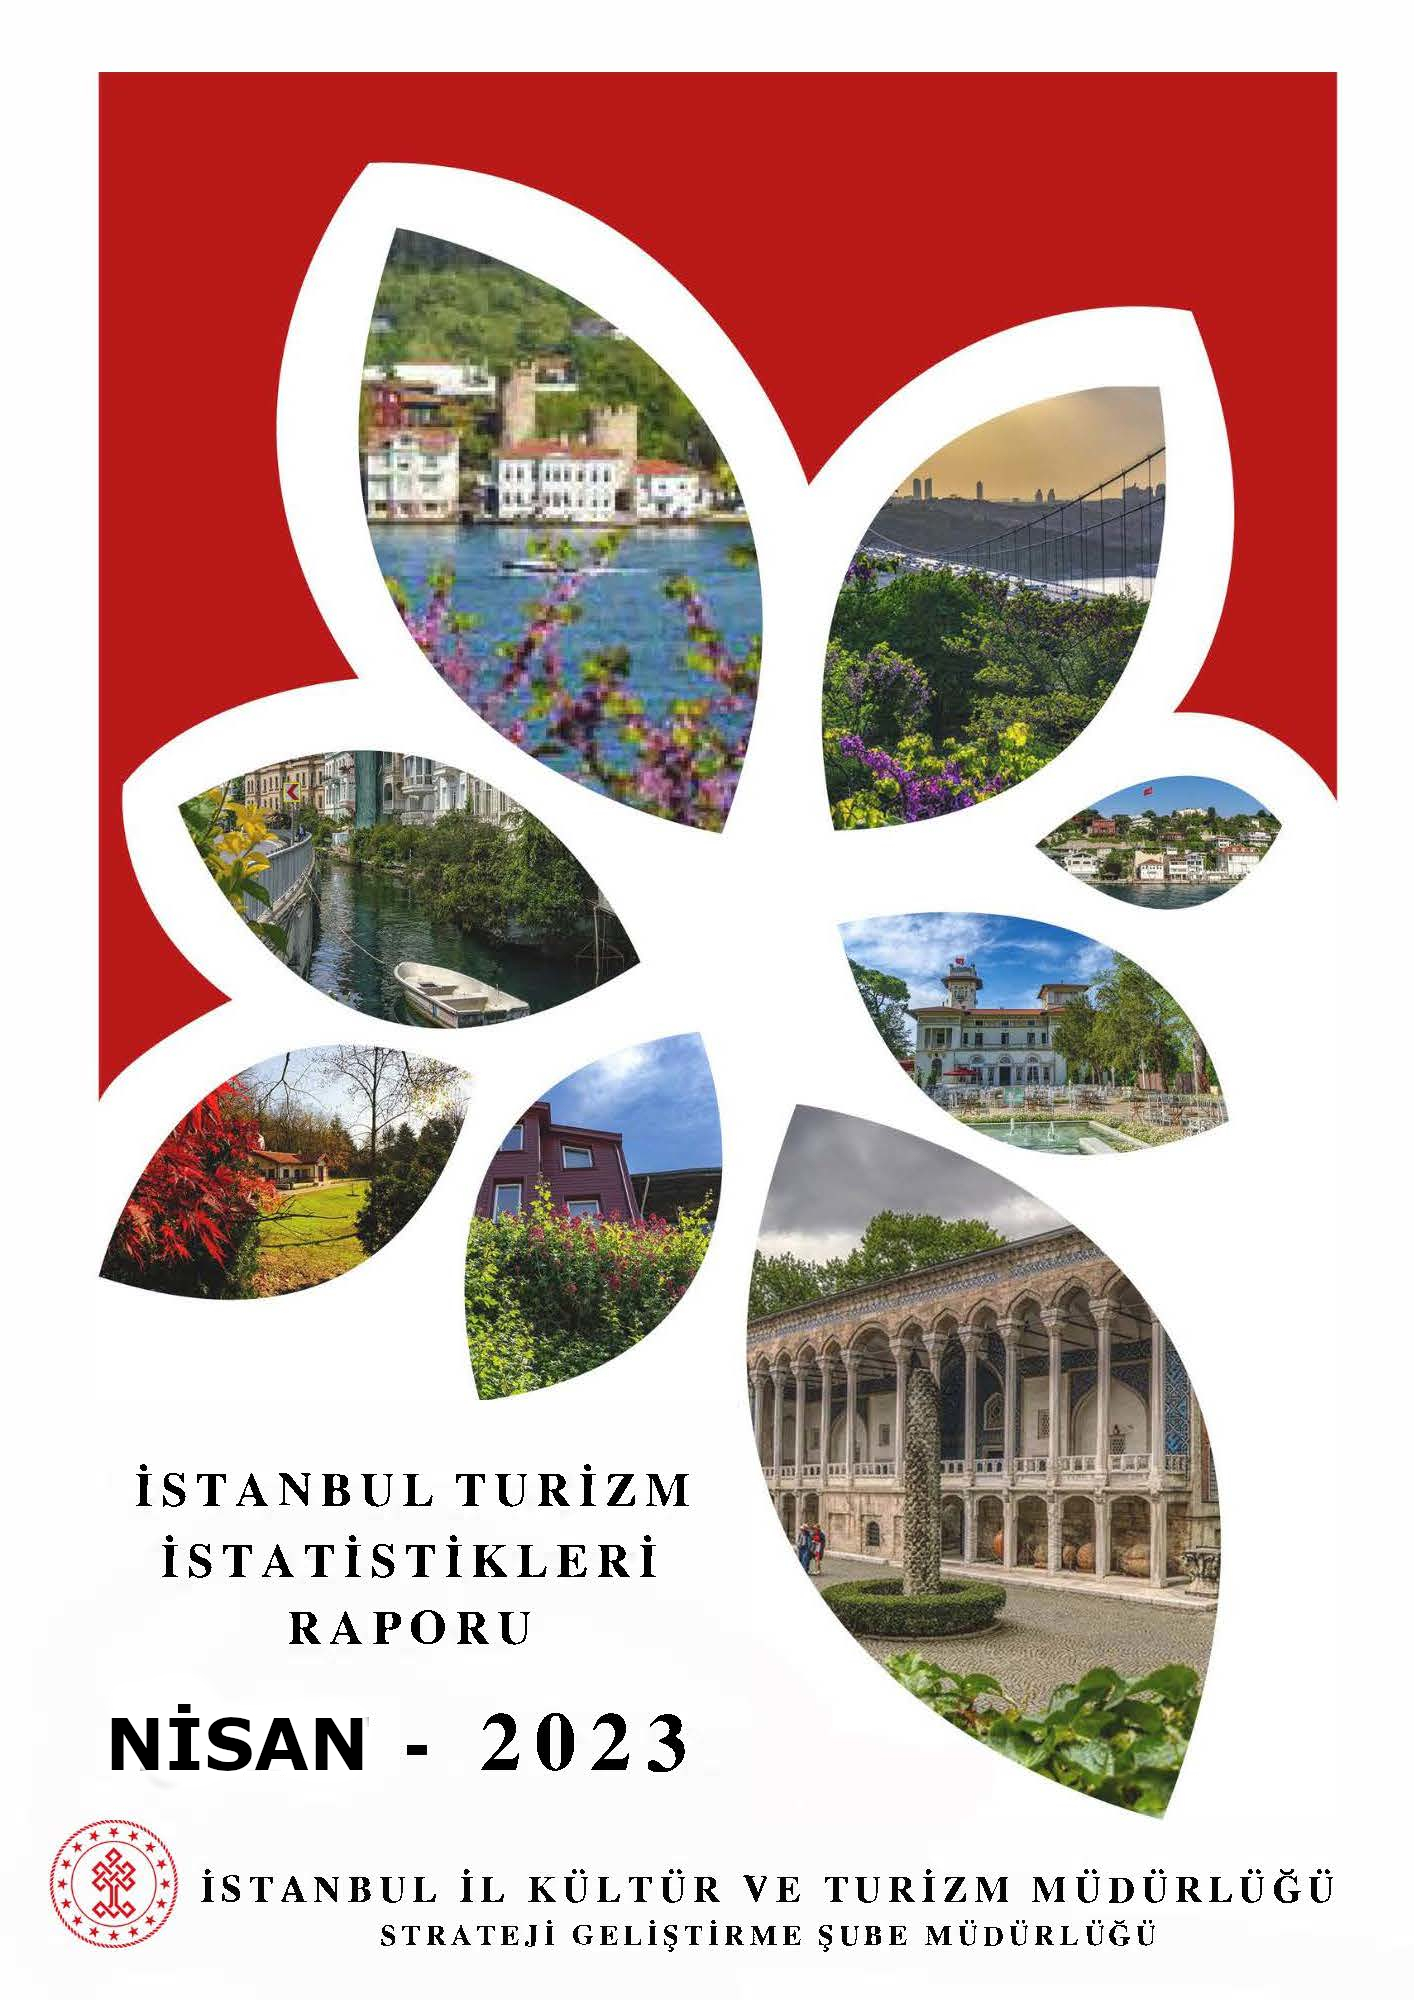 İSTANBUL TURİZM
İSTATİSTİKLERİ
RAPORU
NİSAN - 2023
İSTANBUL İL KÜLTÜR VE TURİZM MÜDÜRLÜĞÜ
STRATEJİ GELİŞTİRME ŞUBE MÜDÜRLÜĞÜ